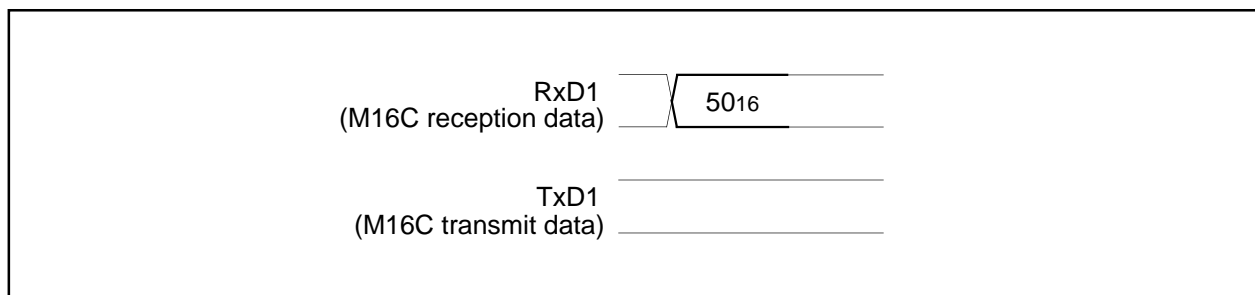 RxD1
(M16C reception data)
5016
TxD1
(M16C transmit data)